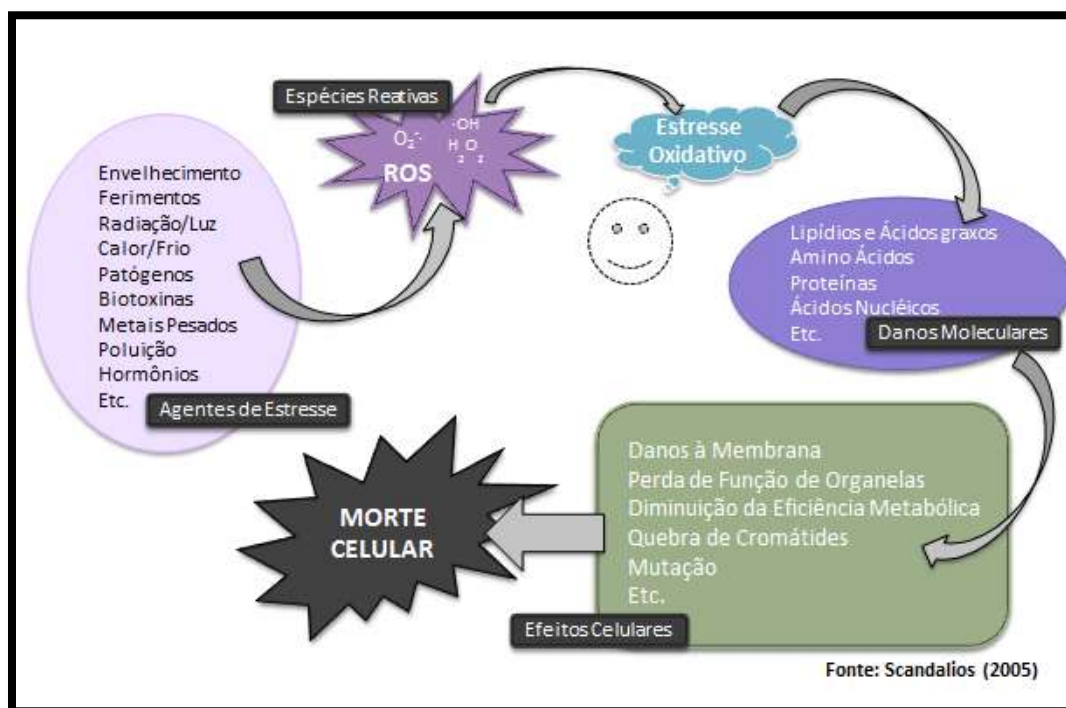 Espécies Reativas
O₂·-
·OH
H₂O₂
ROS
Estresse
Oxidativo
Envelhecimento
Ferimentos
Radiação/Luz
Calor/Frio
Patógenos
Biotoxinas
Metais Pesados
Poluição
Hormônios
Etc.
Agentes de Estresse
Lipídios e Ácidos graxos
Amino Ácidos
Proteínas
Ácidos Nucléicos
Etc.
Danos Moleculares
Danos à Membrana
Perda de Função de Organelas
Diminuição da Eficiência Metabólica
Quebra de Cromátides
Mutação
Etc.
Efeitos Celulares
MORTE
CELULAR
Fonte: Scandalios (2005)